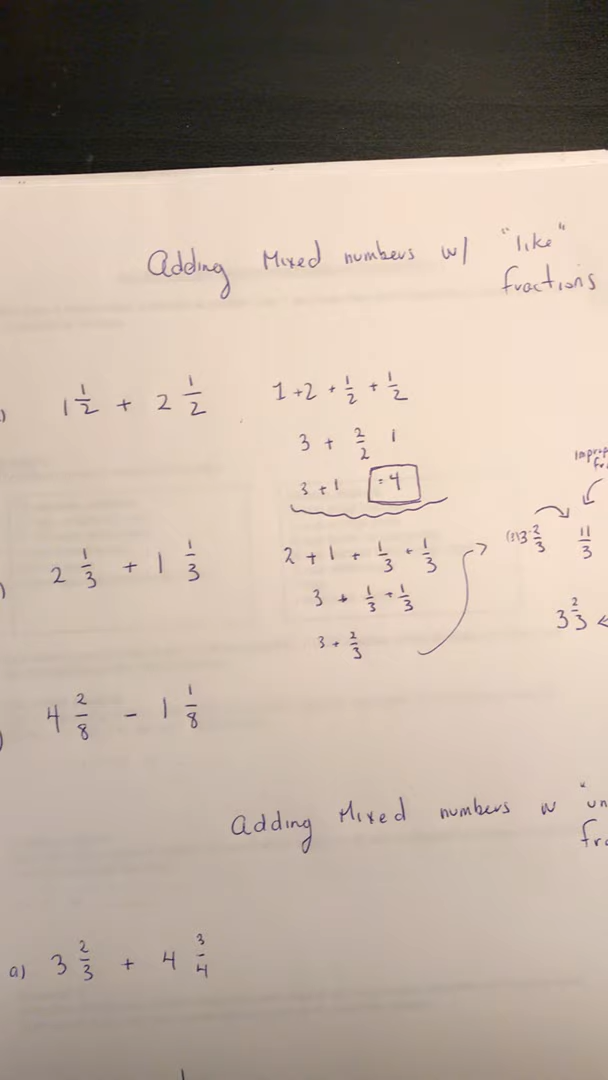 Adding Mixed numbers w/ "like"
fractions
) 1 1/2 + 2 1/2
1 + 2 + 1/2 + 1/2
3 + 2/2 1
3 + 1 = 4
) 2 1/3 + 1 1/3
2 + 1 + 1/3 + 1/3
3 + 1/3 + 1/3
3 + 2/3
3 2/3
11/3
3 2/3
) 4 2/8 - 1 1/8
Adding Mixed numbers w
a) 3 2/3 + 4 3/4